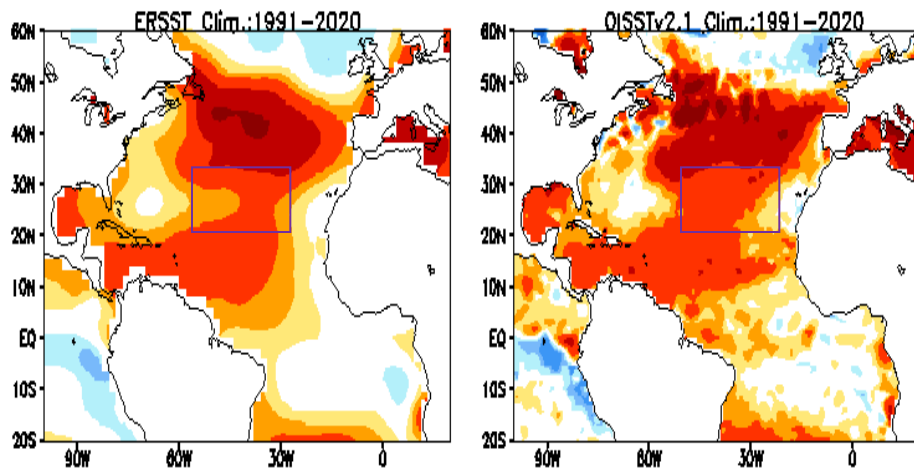 ERSST Clim.:1991-2020
OISSTv2.1 Clim.:1991-2020
60N
50N
40N
30N
20N
10N
EQ
10S
20S
90W
60W
30W
0
60N
50N
40N
30N
20N
10N
EQ
10S
20S
90W
60W
30W
0